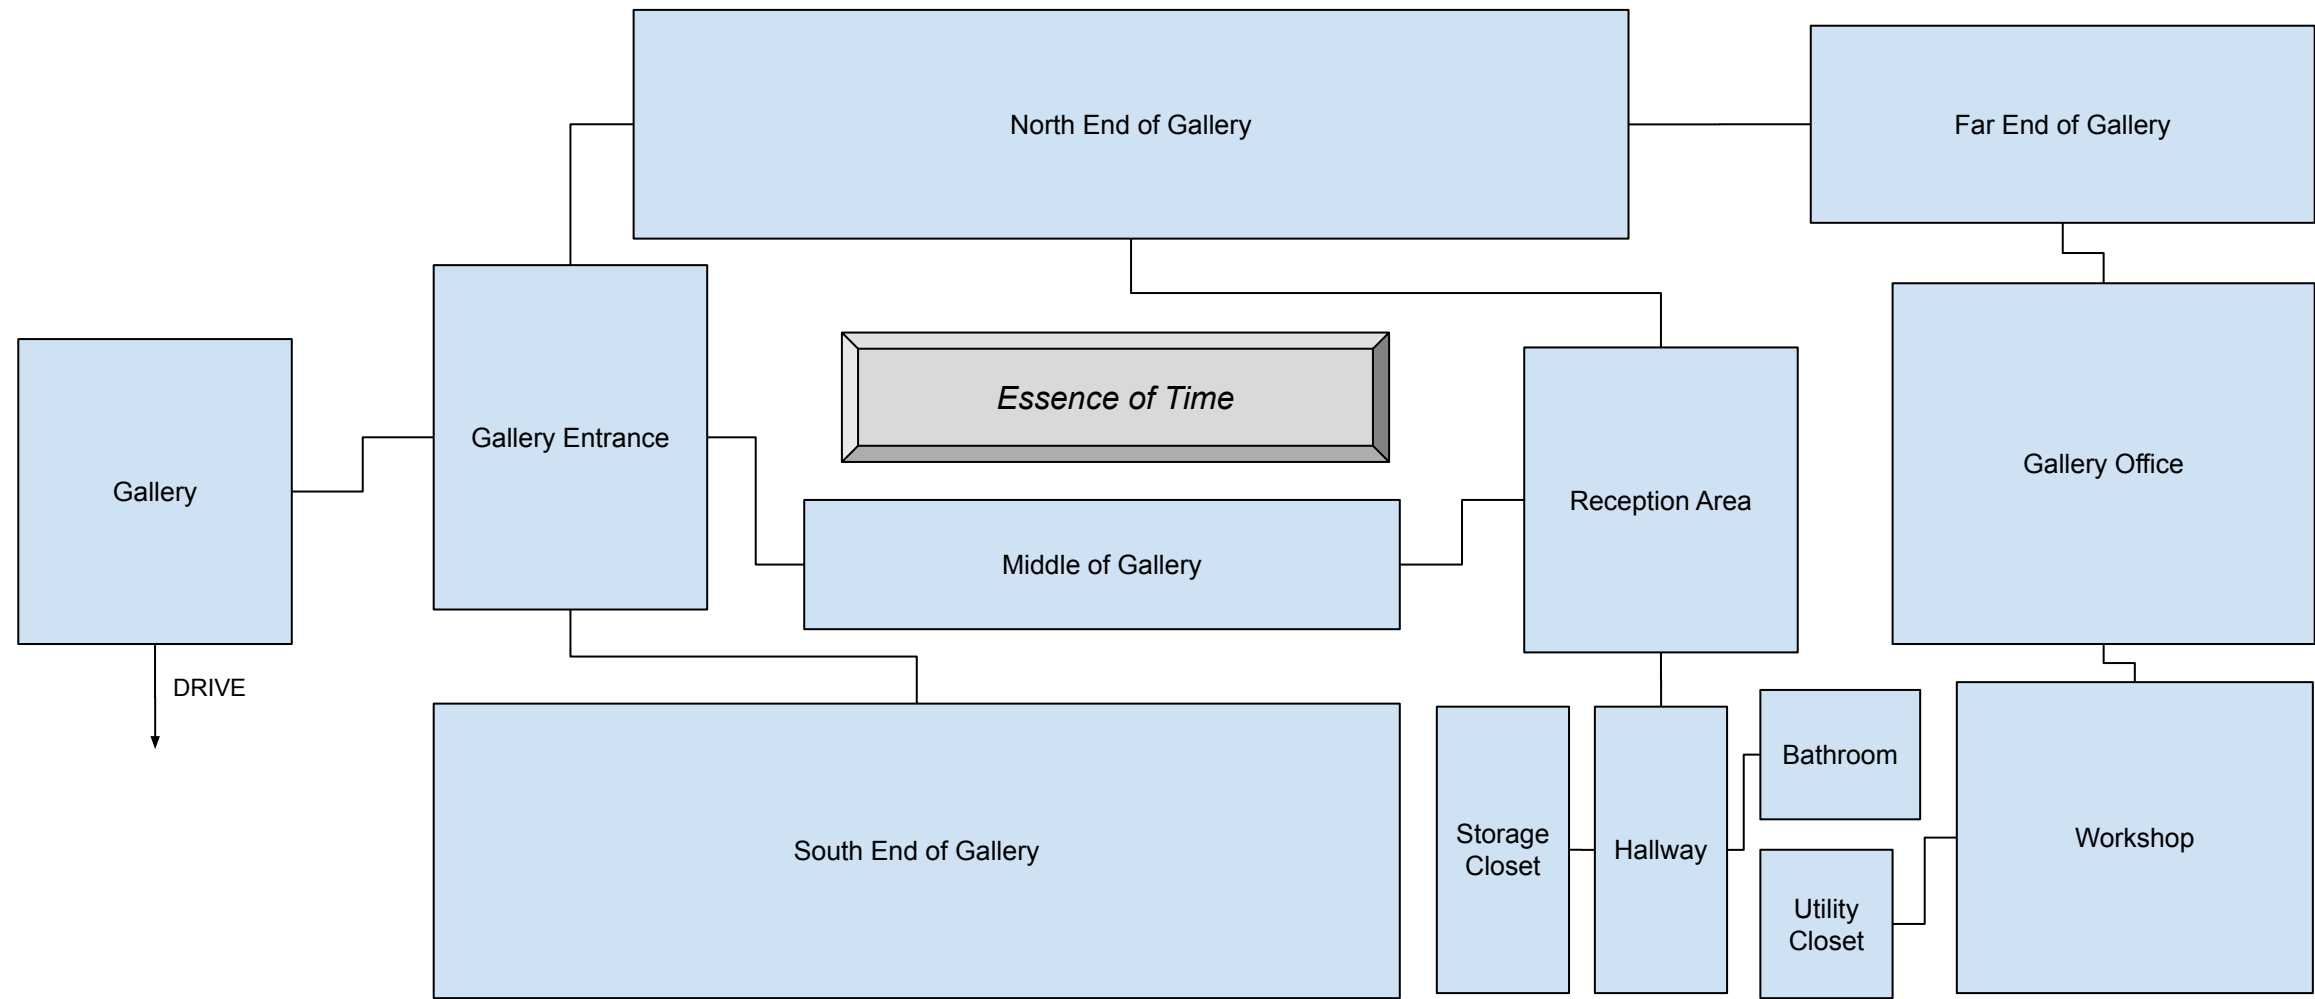 North End of Gallery
Far End of Gallery
Essence of Time
Gallery Entrance
Gallery Office
Gallery
Reception Area
Middle of Gallery
DRIVE
Bathroom
Storage
Closet
Hallway
Workshop
South End of Gallery
Utility
Closet